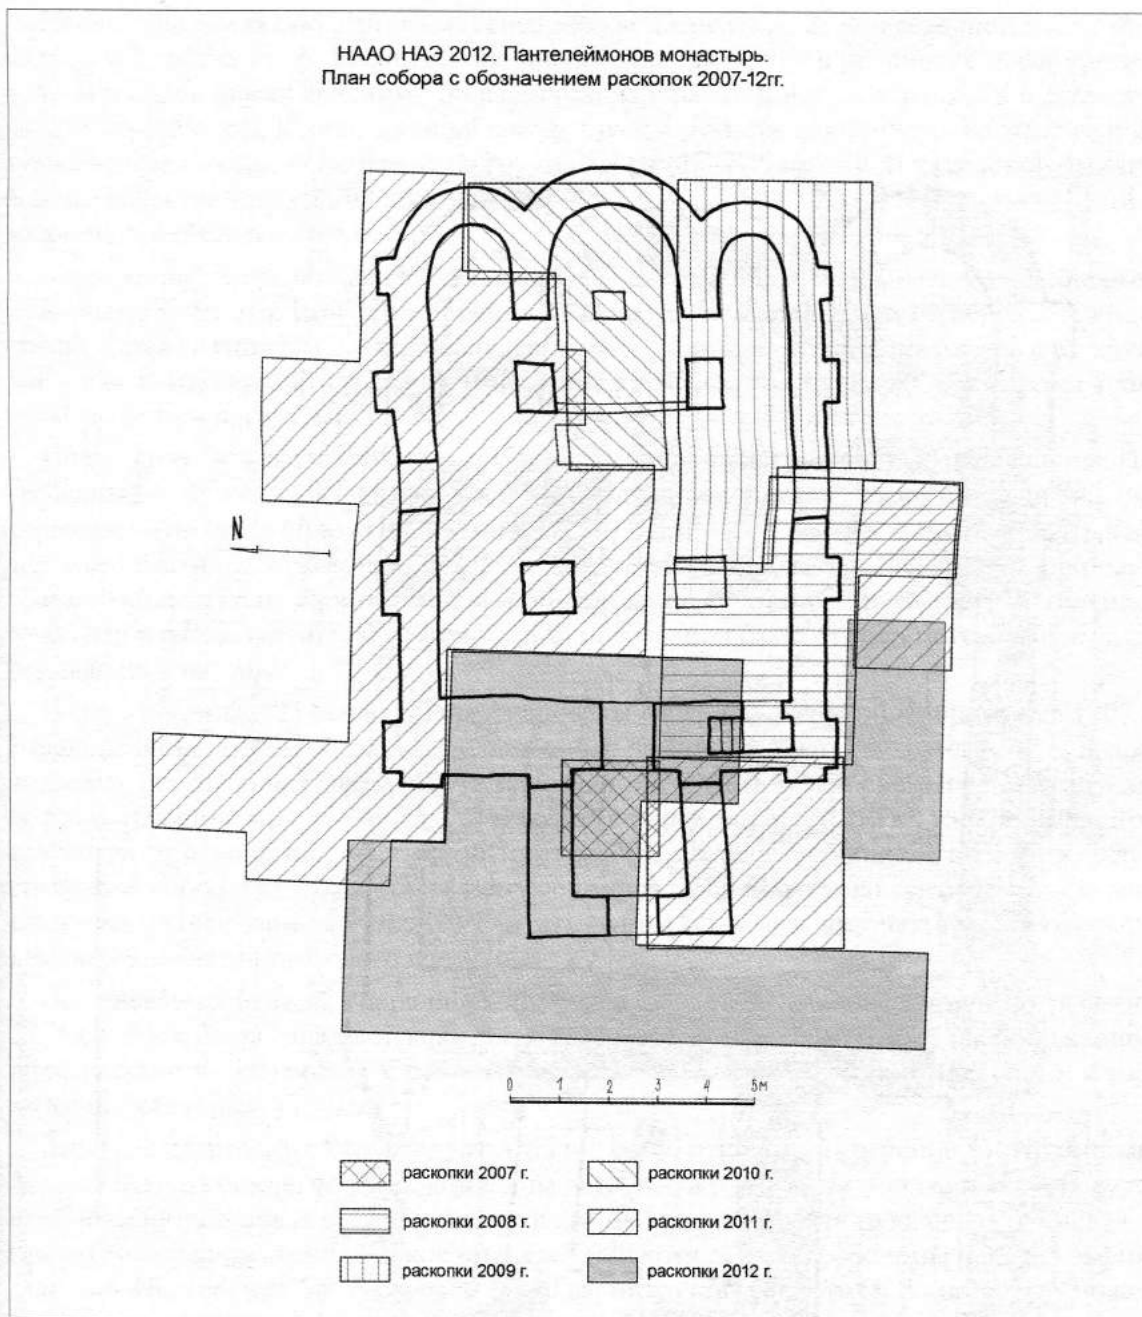 НААО НАЭ 2012. Пантелеймонов монастырь.
План собора с обозначением раскопок 2007-12гг.
N
0 1 2 3 4 5м
раскопки 2007 г.
раскопки 2008 г.
раскопки 2009 г.
раскопки 2010 г.
раскопки 2011 г.
раскопки 2012 г.